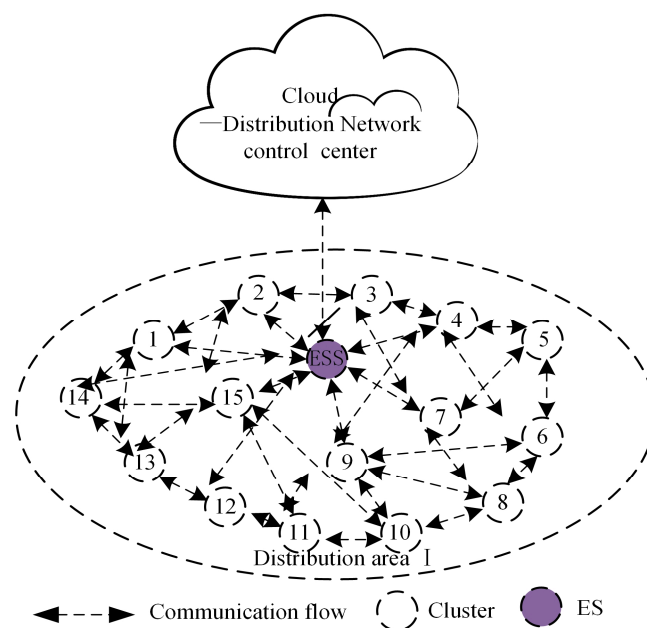 Cloud
—Distribution Network
control center
2
3
4
1
5
ESS
14
15
7
6
13
9
12
8
11
10
Distribution area Ⅰ
Communication flow
Cluster
ES